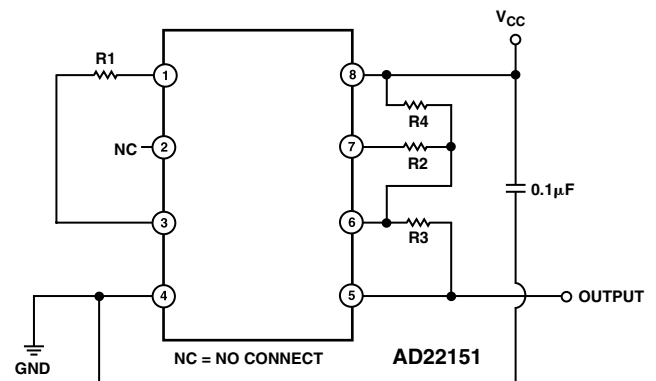 VCC
R1
1
8
R4
NC
2
7
R2
0.1μF
3
6
R3
4
5
OUTPUT
GND
NC = NO CONNECT
AD22151